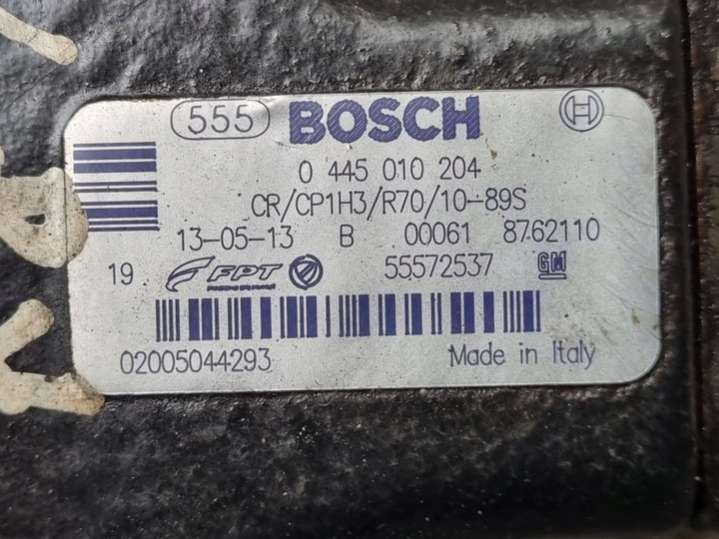 555 BOSCH
0 445 010 204
CR/CP1H3/R70/10-89S
13-05-13 B 00061 8762110
19 FPT 55572537 GM
02005044293 Made in Italy